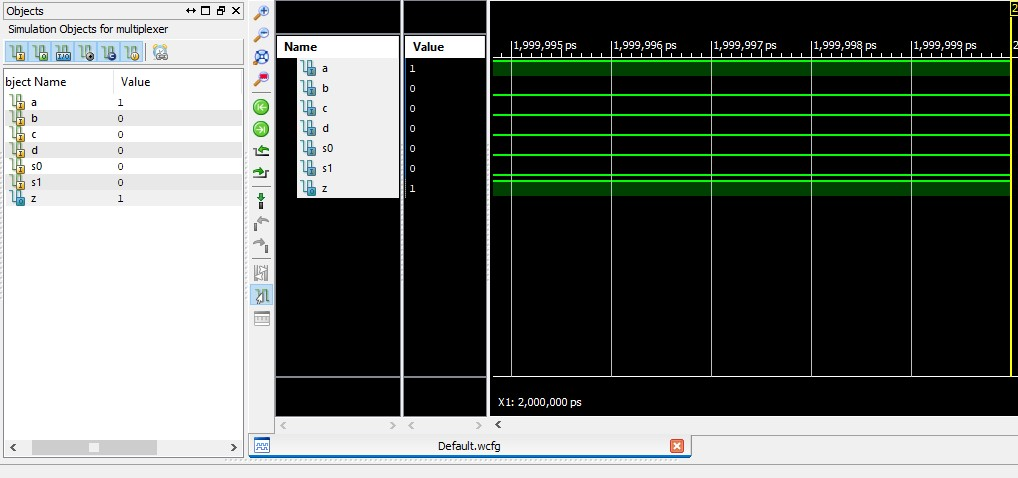 Objects
Simulation Objects for multiplexer
bject Name Value
a 1
b 0
c 0
d 0
s0 0
s1 0
z 1
Name Value
a 1
b 0
c 0
d 0
s0 0
s1 0
z 1
1,999,995 ps 1,999,996 ps 1,999,997 ps 1,999,998 ps 1,999,999 ps 2
2
X1: 2,000,000 ps
Default.wcfg